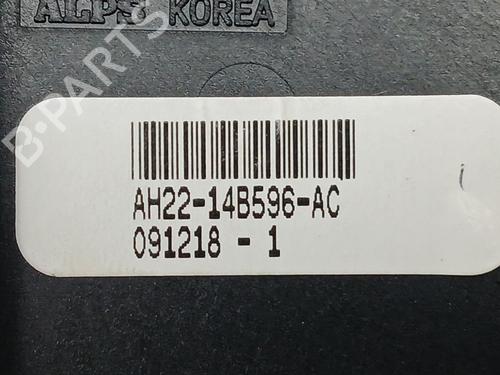 ALPS KOREA
B-PARTS
AH22-14B596-AC
091218 - 1